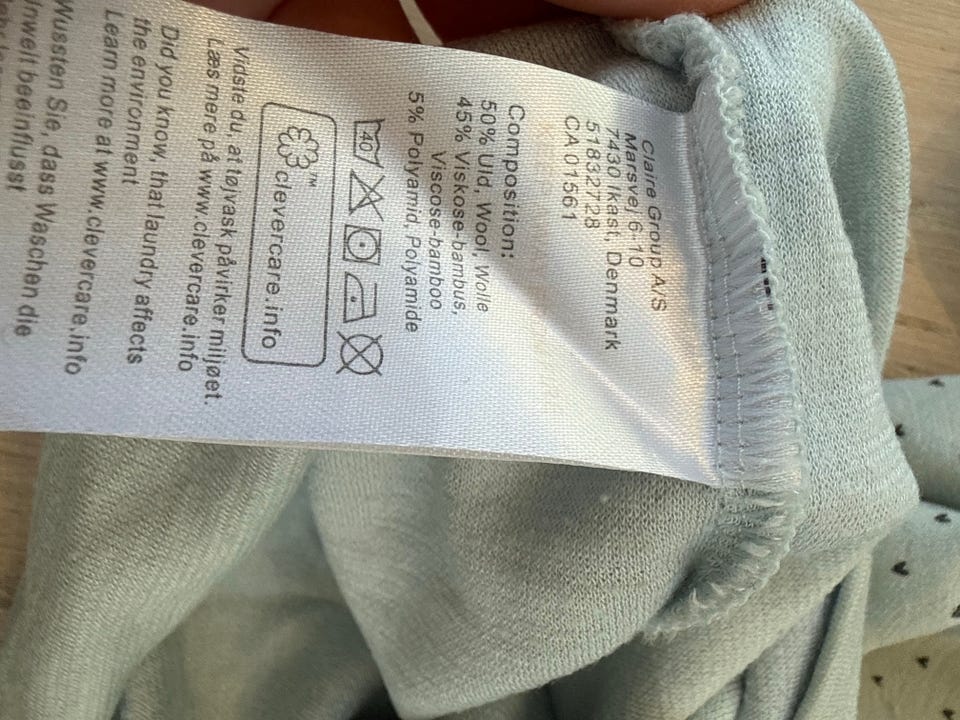 Claire Group A/S
Marsvej 6-10
7430 Ikast, Denmark
51832728
CA 01561
Composition:
50% Uld, Wool, Wolle
45% Viskose-bambus,
Viscose-bamboo
5% Polyamid, Polyamide
40
™clevercare.info
Vidste du, at tøjvask påvirker miljøet.
Læs mere på www.clevercare.info
Did you know, that laundry affects
the environment
Learn more at www.clevercare.info
Wussten Sie, dass Waschen die
Umwelt beeinflusst